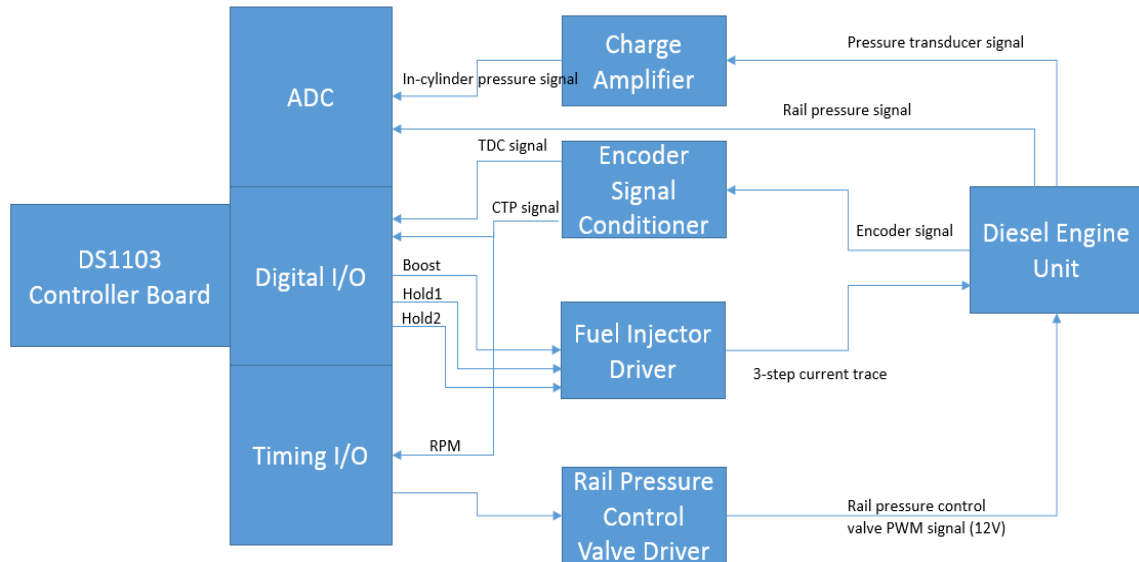 ADC
Charge
Amplifier
Pressure transducer signal
In-cylinder pressure signal
Rail pressure signal
TDC signal
Encoder
Signal
Conditioner
CTP signal
Encoder signal
DS1103
Controller Board
Digital I/O
Diesel Engine
Unit
Boost
Hold1
Hold2
Fuel Injector
Driver
3-step current trace
Timing I/O
RPM
Rail Pressure
Control
Valve Driver
Rail pressure control
valve PWM signal (12V)